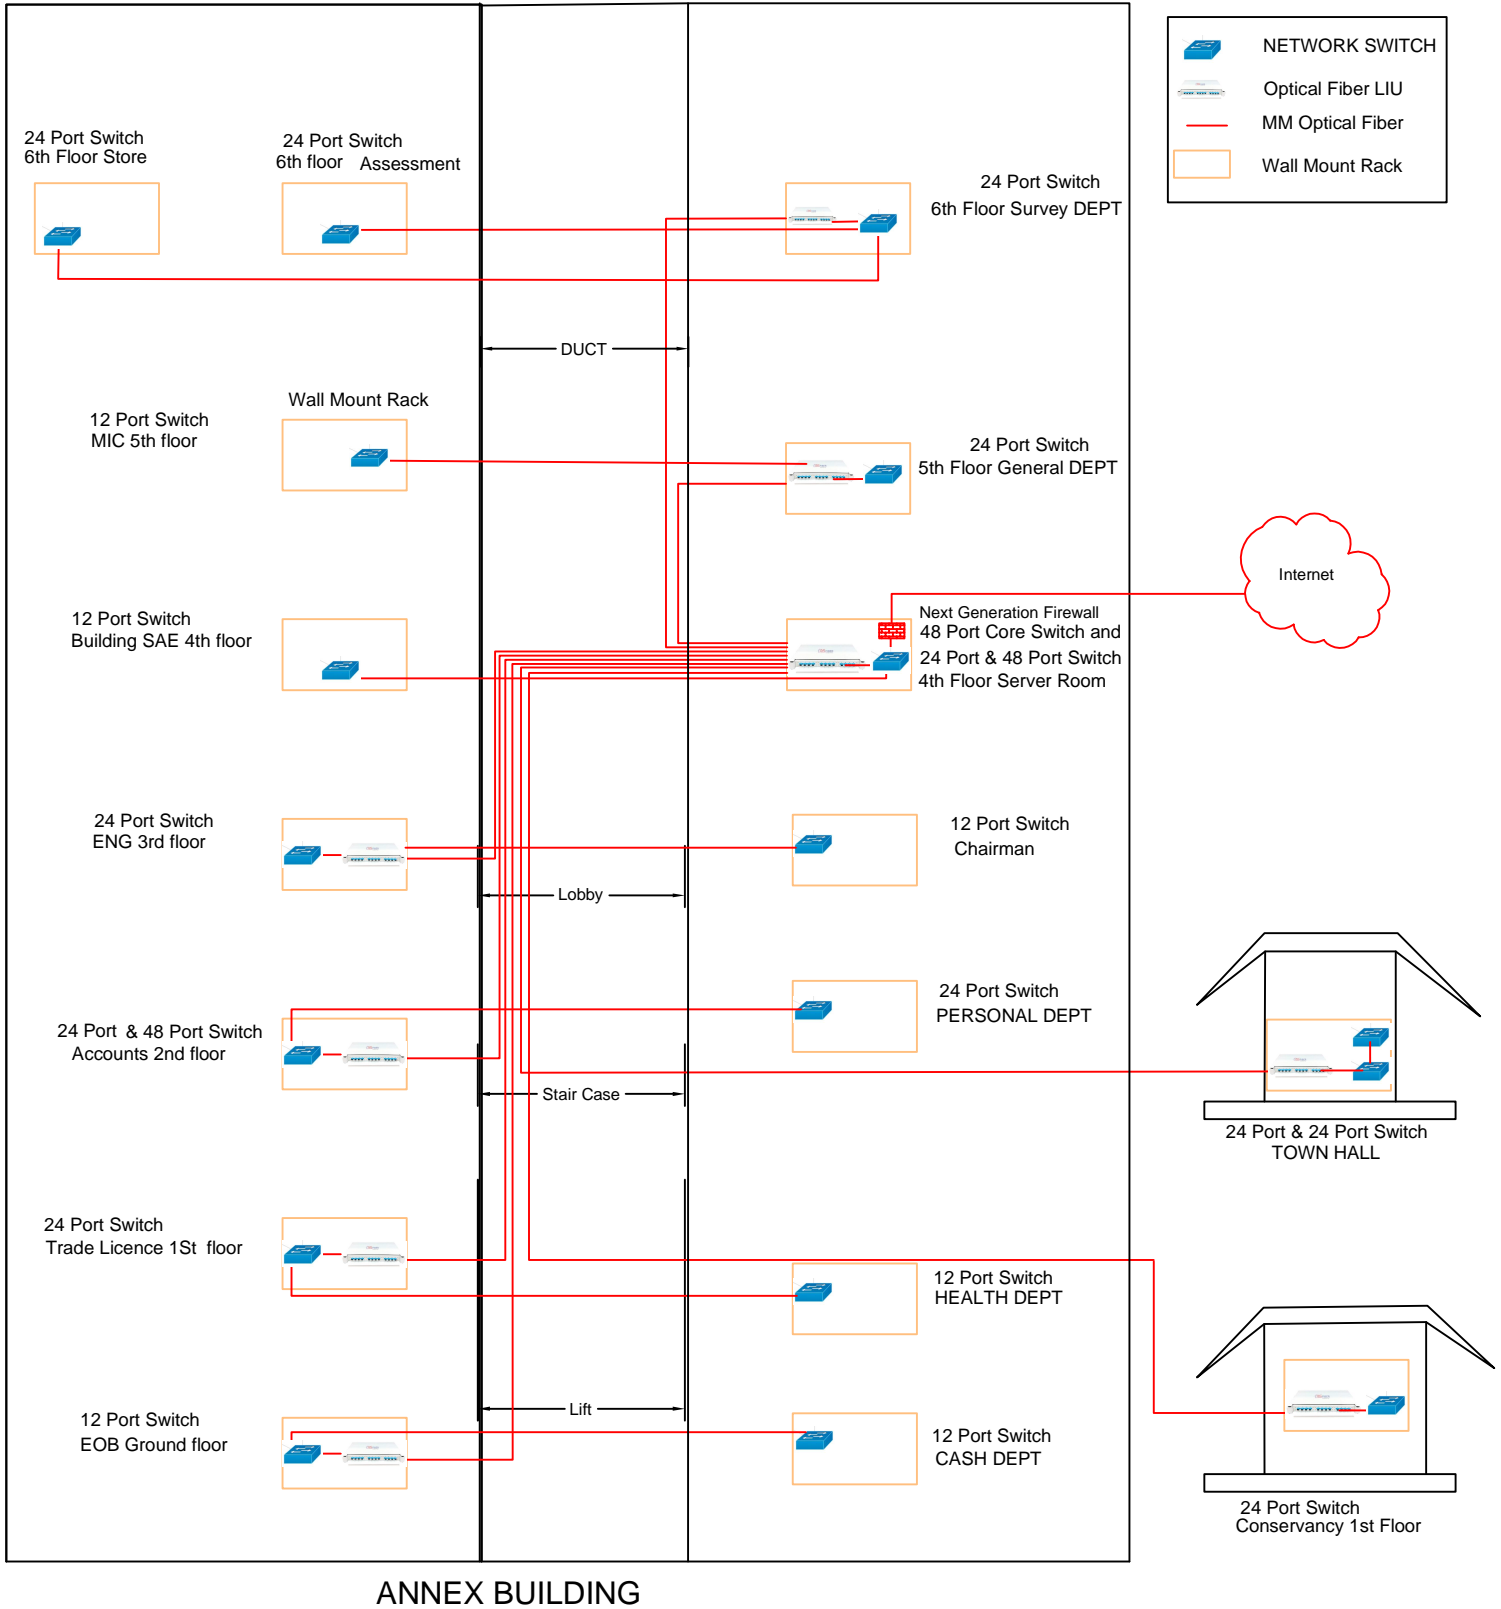 NETWORK SWITCH
Optical Fiber LIU
MM Optical Fiber
Wall Mount Rack
24 Port Switch
6th Floor Store
24 Port Switch
6th floor Assessment
24 Port Switch
6th Floor Survey DEPT
DUCT
Wall Mount Rack
12 Port Switch
MIC 5th floor
24 Port Switch
5th Floor General DEPT
Internet
12 Port Switch
Building SAE 4th floor
Next Generation Firewall
48 Port Core Switch and
24 Port & 48 Port Switch
4th Floor Server Room
24 Port Switch
ENG 3rd floor
12 Port Switch
Chairman
Lobby
24 Port & 48 Port Switch
Accounts 2nd floor
24 Port Switch
PERSONAL DEPT
Stair Case
24 Port & 24 Port Switch
TOWN HALL
24 Port Switch
Trade Licence 1St floor
12 Port Switch
HEALTH DEPT
Lift
12 Port Switch
EOB Ground floor
12 Port Switch
CASH DEPT
24 Port Switch
Conservancy 1st Floor
ANNEX BUILDING